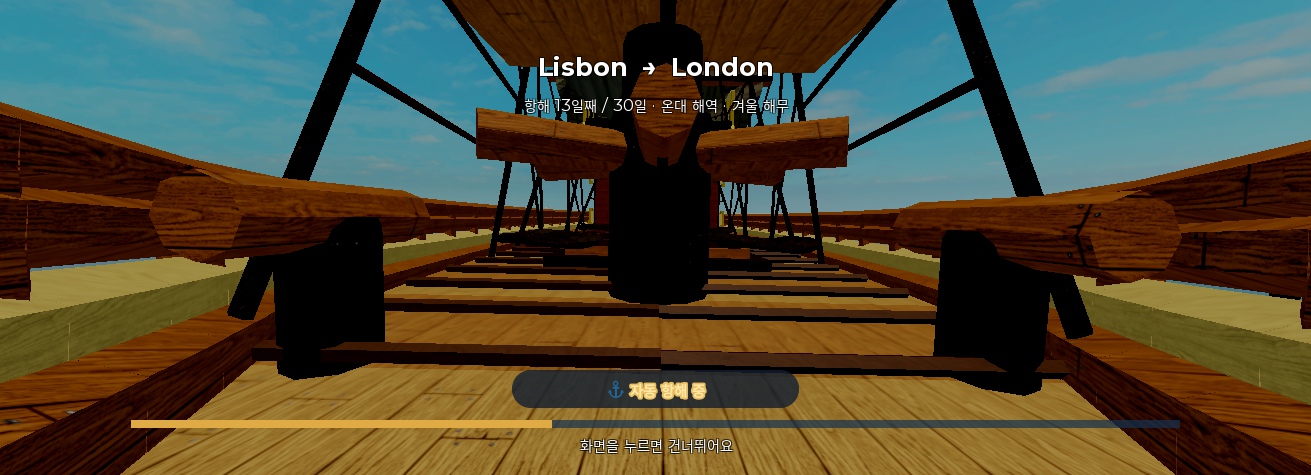 Lisbon → London
항해 13일째 / 30일 · 온대 해역 · 겨울 해무
⚓ 자동 항해 중
화면을 누르면 건너뛰어요